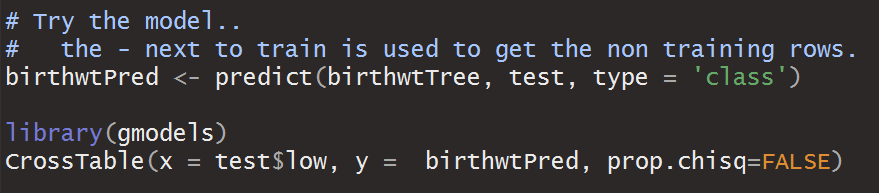 # Try the model..
#   the - next to train is used to get the non training rows.
birthwtPred <- predict(birthwtTree, test, type = 'class')
library(gmodels)
CrossTable(x = test$low, y =  birthwtPred, prop.chisq=FALSE)